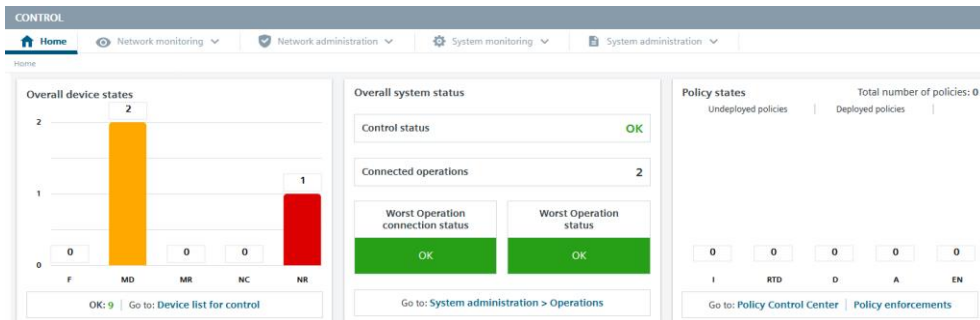 CONTROL
Home
Network monitoring
Network administration
System monitoring
System administration
Home
Overall device states
2
2
1
1
0
0
0
0
F
MD
MR
NC
NR
OK: 9 | Go to: Device list for control
Overall system status
Control status OK
Connected operations 2
Worst Operation
connection status
OK
Worst Operation
status
OK
Go to: System administration > Operations
Policy states
Total number of policies: 0
Undeployed policies | Deployed policies |
0 0 0 0 0
I RTD D A EN
Go to: Policy Control Center | Policy enforcements